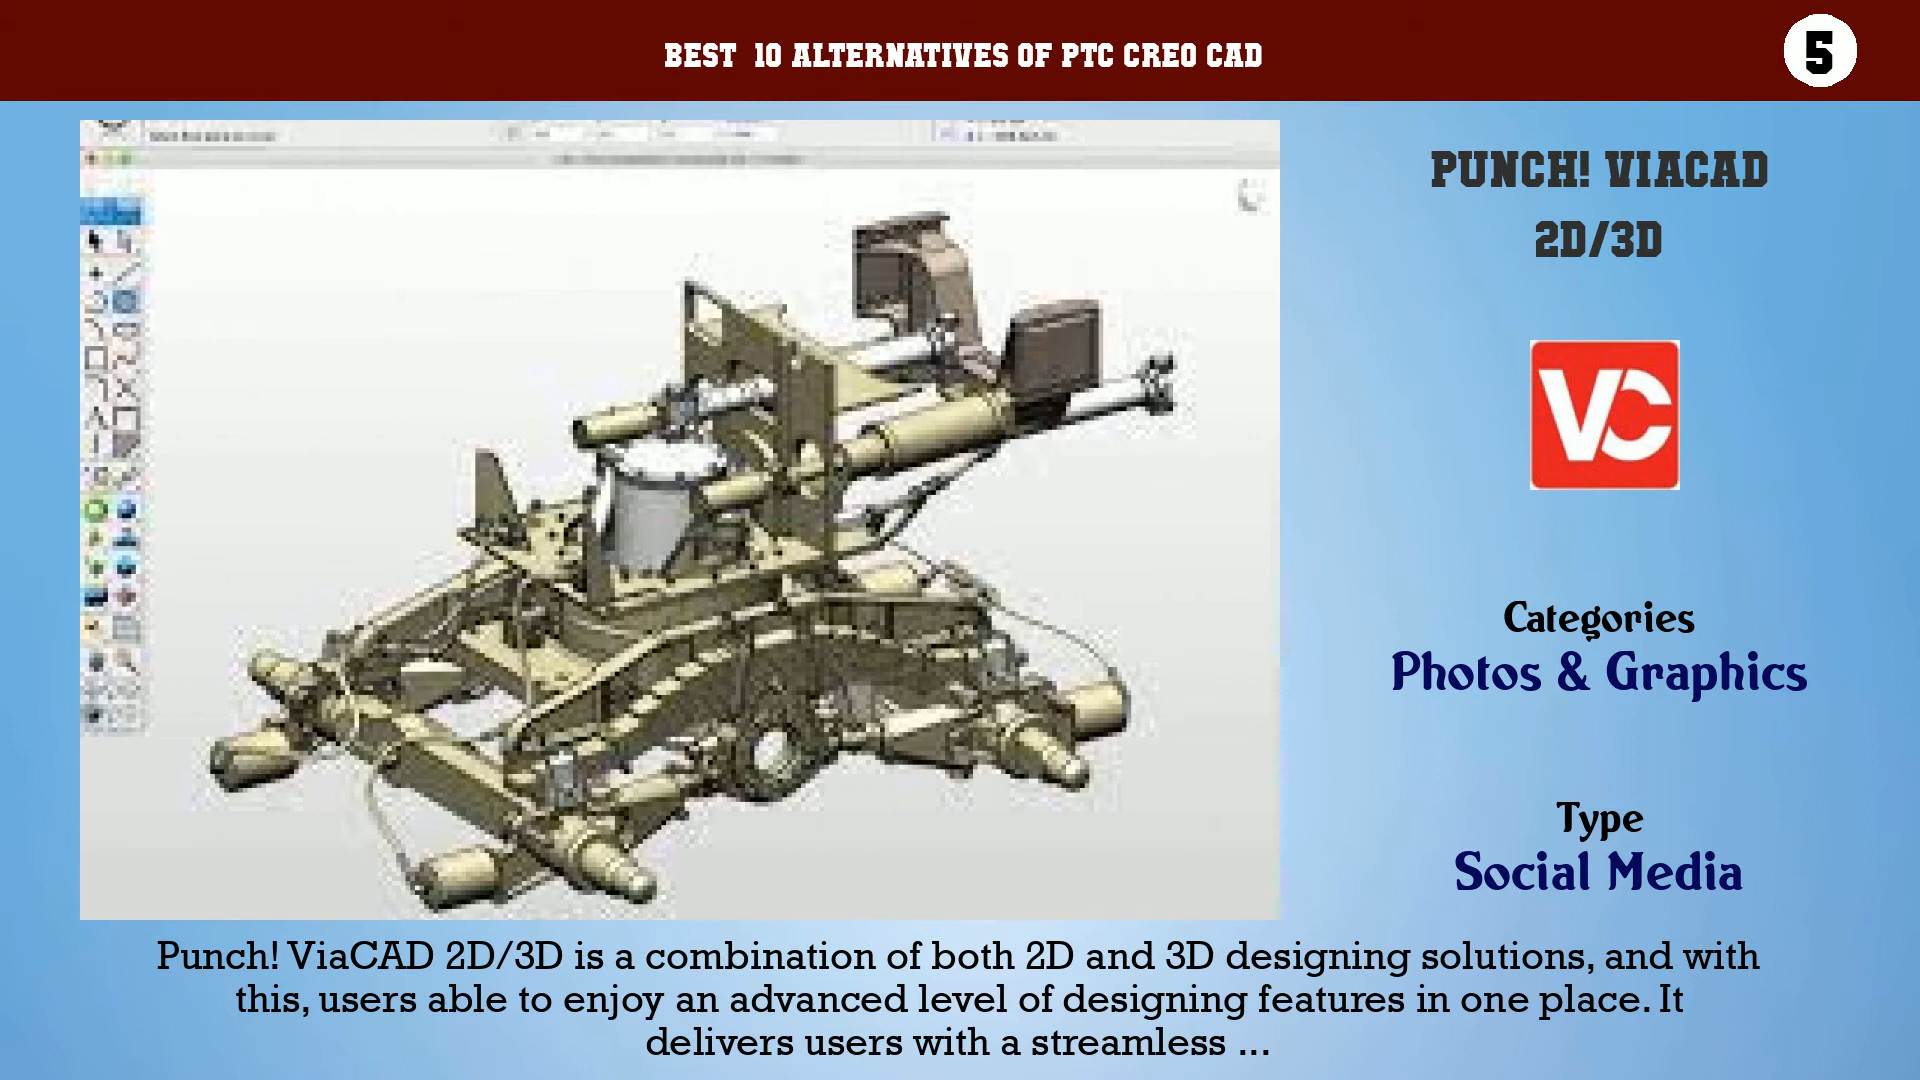 BEST 10 ALTERNATIVES OF PTC CREO CAD
5
PUNCH! VIACAD
2D/3D
VC
Categories
Photos & Graphics
Type
Social Media
Punch! ViaCAD 2D/3D is a combination of both 2D and 3D designing solutions, and with
this, users able to enjoy an advanced level of designing features in one place. It
delivers users with a streamless ...